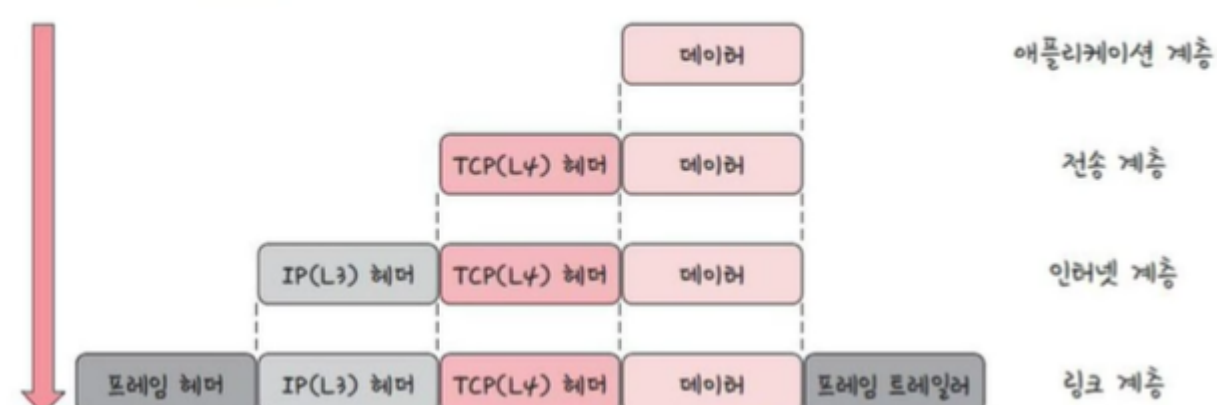 데이터 애플리케이션 계층
TCP(L4) 헤더 데이터 전송 계층
IP(L3) 헤더 TCP(L4) 헤더 데이터 인터넷 계층
프레임 헤더 IP(L3) 헤더 TCP(L4) 헤더 데이터 프레임 트레일러 링크 계층